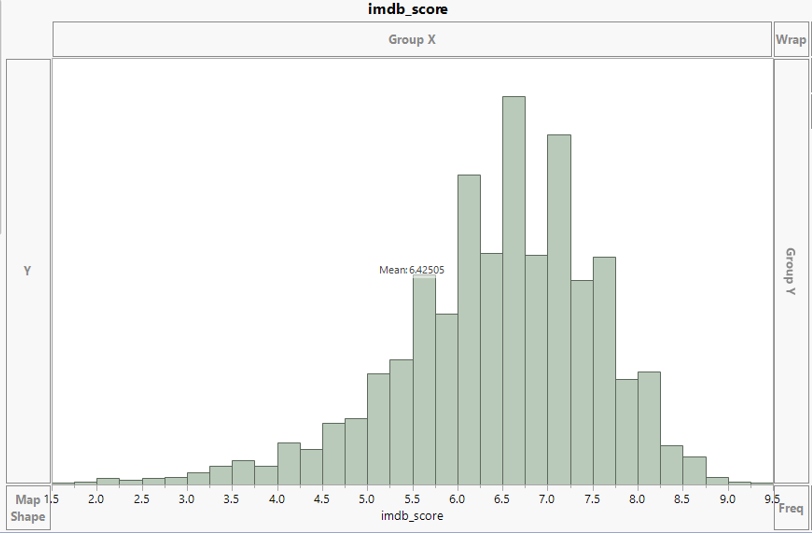 imdb_score
Group X
Wrap
Y
Group Y
Mean: 6.42505
Map
Shape
1.5 2.0 2.5 3.0 3.5 4.0 4.5 5.0 5.5 6.0 6.5 7.0 7.5 8.0 8.5 9.0 9.5
imdb_score
Freq